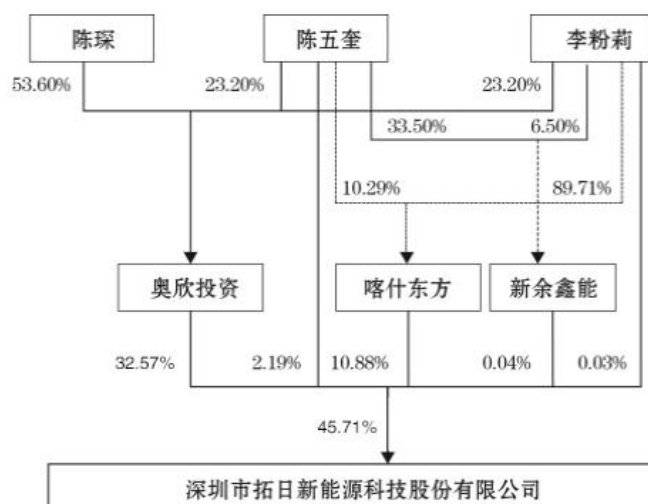 陈琛 陈五奎 李粉莉
53.60% 23.20% 23.20%
33.50% 6.50%
10.29% 89.71%
奥欣投资 喀什东方 新余鑫能
32.57% 2.19% 10.88% 0.04% 0.03%
45.71%
深圳市拓日新能源科技股份有限公司